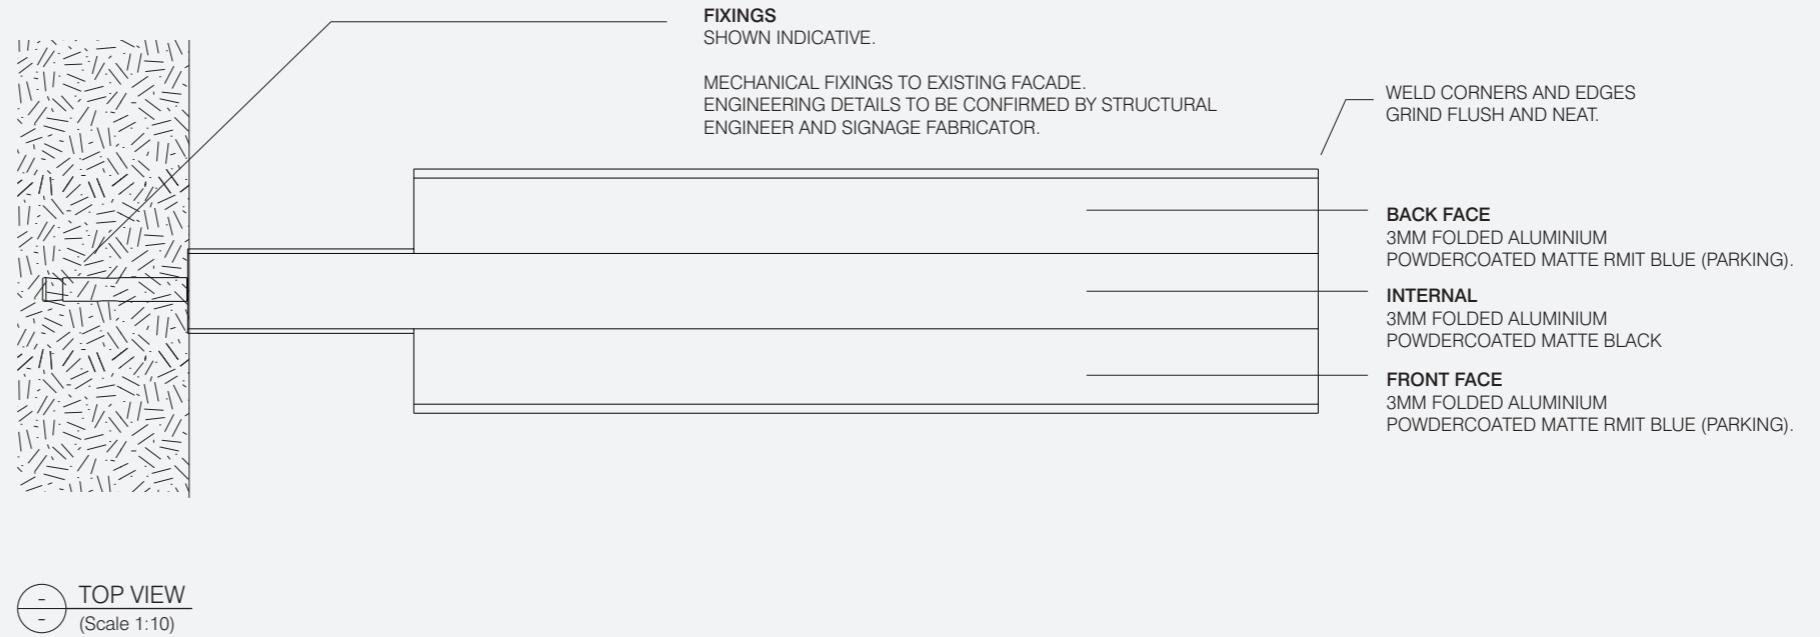 FIXINGS
SHOWN INDICATIVE.
MECHANICAL FIXINGS TO EXISTING FACADE.
ENGINEERING DETAILS TO BE CONFIRMED BY STRUCTURAL
ENGINEER AND SIGNAGE FABRICATOR.
WELD CORNERS AND EDGES
GRIND FLUSH AND NEAT.
BACK FACE
3MM FOLDED ALUMINIUM
POWDERCOATED MATTE RMIT BLUE (PARKING).
INTERNAL
3MM FOLDED ALUMINIUM
POWDERCOATED MATTE BLACK
FRONT FACE
3MM FOLDED ALUMINIUM
POWDERCOATED MATTE RMIT BLUE (PARKING).
-
-
TOP VIEW
(Scale 1:10)